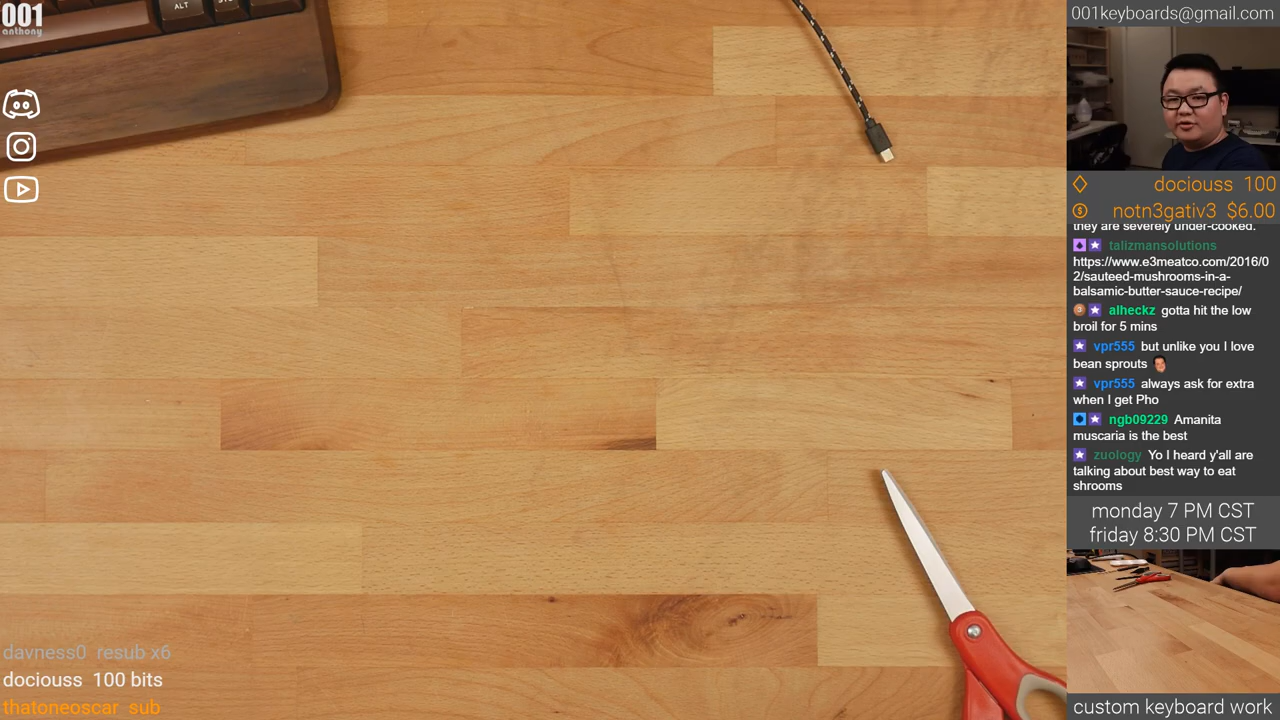 001
anthony
ALT
001keyboards@gmail.com
dociouss 100
notn3gativ3 $6.00
they are severely under-cooked.
talizmansolutions
https://www.e3meatco.com/2016/0
2/sauteed-mushrooms-in-a-
balsamic-butter-sauce-recipe/
alheckz gotta hit the low
broil for 5 mins
vpr555 but unlike you I love
bean sprouts
vpr555 always ask for extra
when I get Pho
ngb09229 Amanita
muscaria is the best
zuology Yo I heard y'all are
talking about best way to eat
shrooms
monday 7 PM CST
friday 8:30 PM CST
davness0 resub x6
dociouss 100 bits
thatoneoscar sub
custom keyboard work